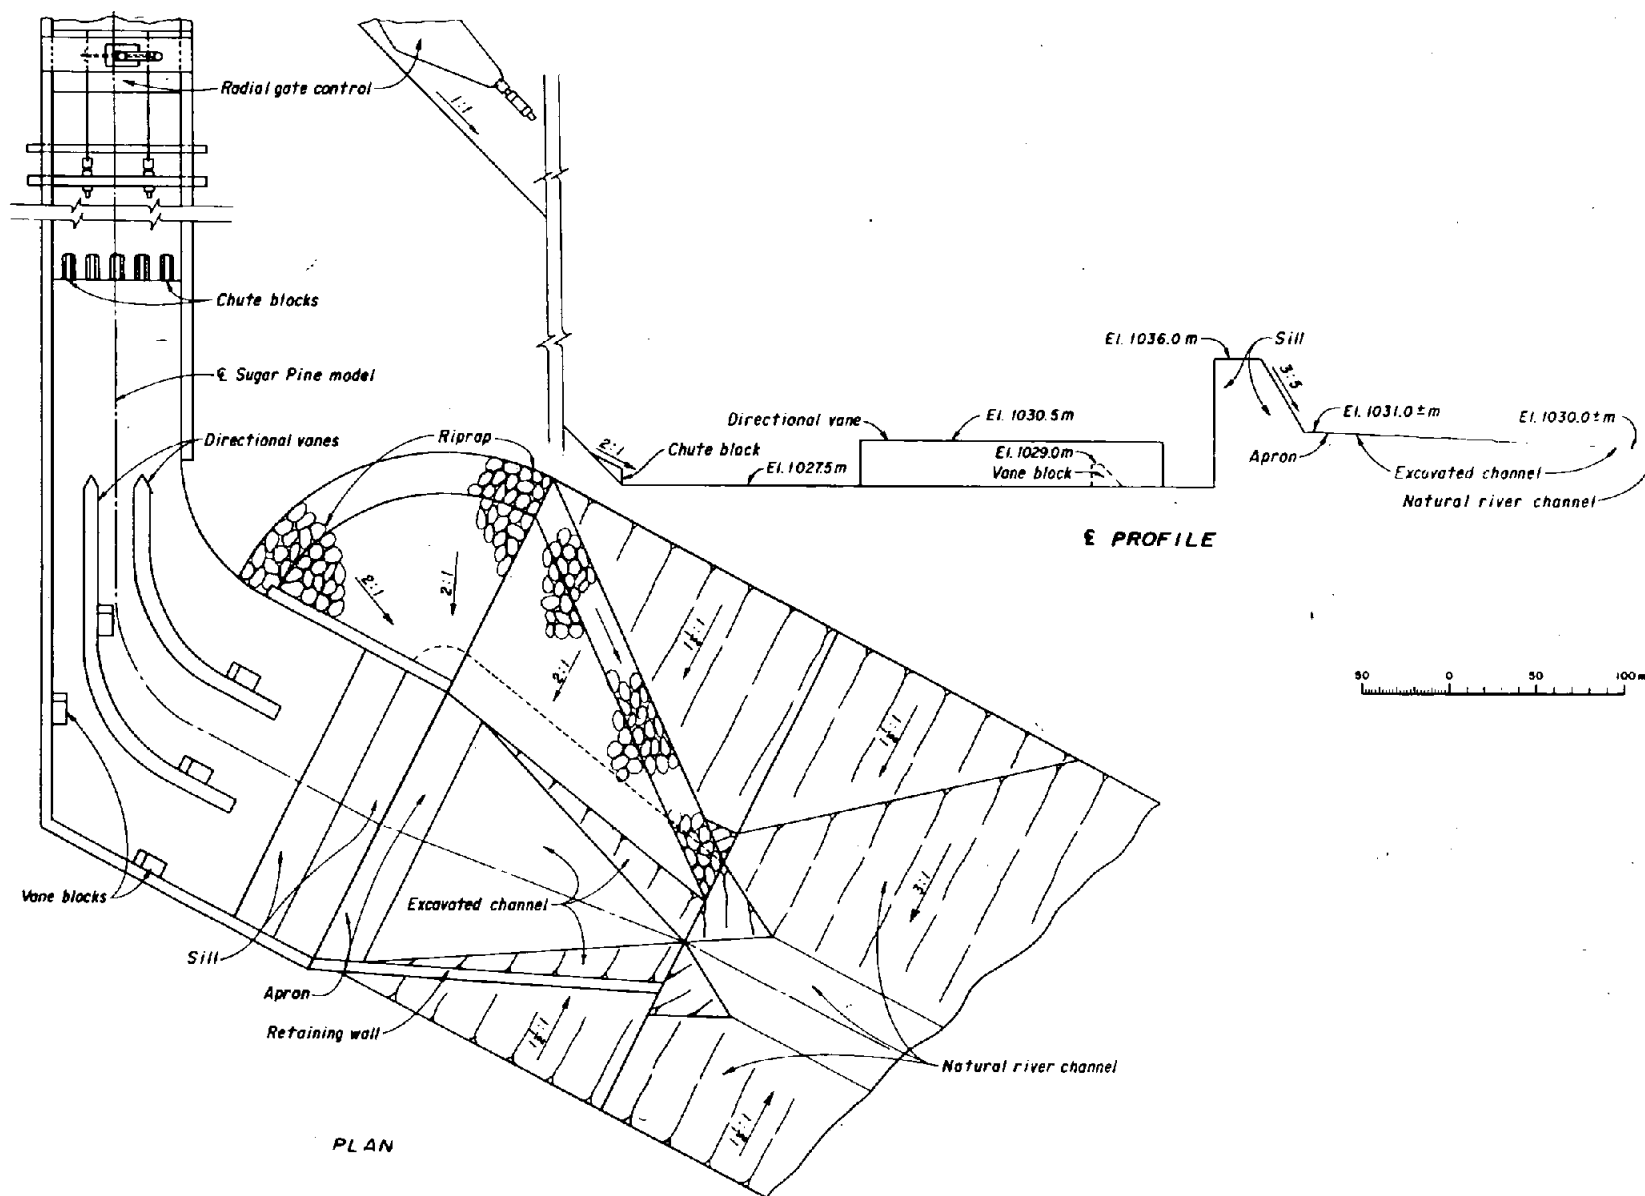 Radial gate control
1:1
Chute blocks
℄ Sugar Pine model
Directional vanes
Riprap
2:1
Chute block
El. 1027.5 m
Directional vane
El. 1030.5 m
El. 1029.0 m
Vane block
El. 1036.0 m
Sill
3:5
El. 1031.0 ± m
El. 1030.0 ± m
Apron
Excavated channel
Natural river channel
℄ PROFILE
2:1
2:1
2:1
1½:1
1½:1
3:1
50 0 50 100 m
Vane blocks
Excavated channel
Sill
Apron
Retaining wall
1½:1
Natural river channel
1½:1
PLAN